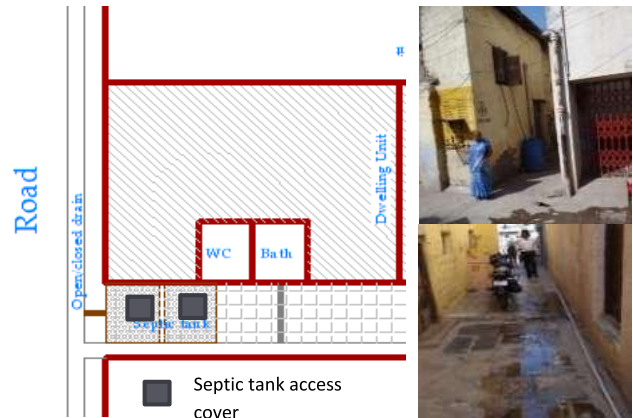 Road
Open/closed drain
Dwelling Unit
WC
Bath
Septic tank
Septic tank access
cover